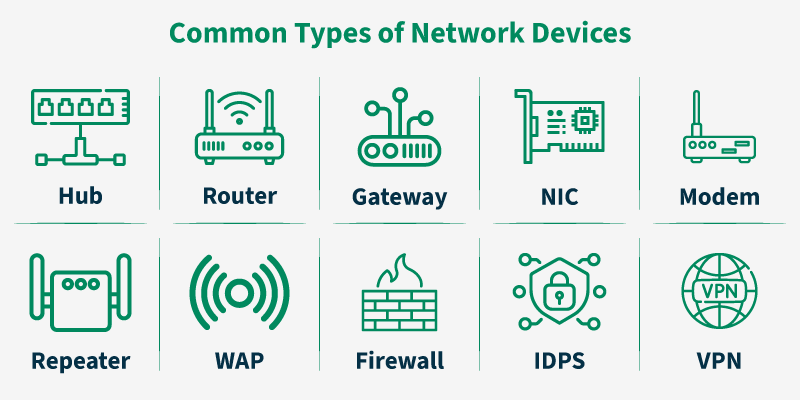 Common Types of Network Devices
Hub
Router
Gateway
NIC
Modem
VPN
Repeater
WAP
Firewall
IDPS
VPN